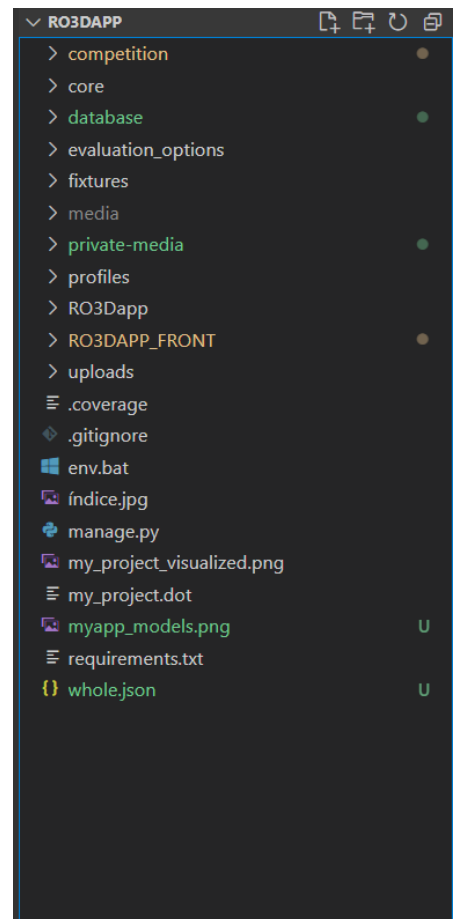 RO3DAPP
competition
core
database
evaluation_options
fixtures
media
private-media
profiles
RO3Dapp
RO3DAPP_FRONT
uploads
.coverage
.gitignore
env.bat
índice.jpg
manage.py
my_project_visualized.png
my_project.dot
myapp_models.png U
requirements.txt
{} whole.json U